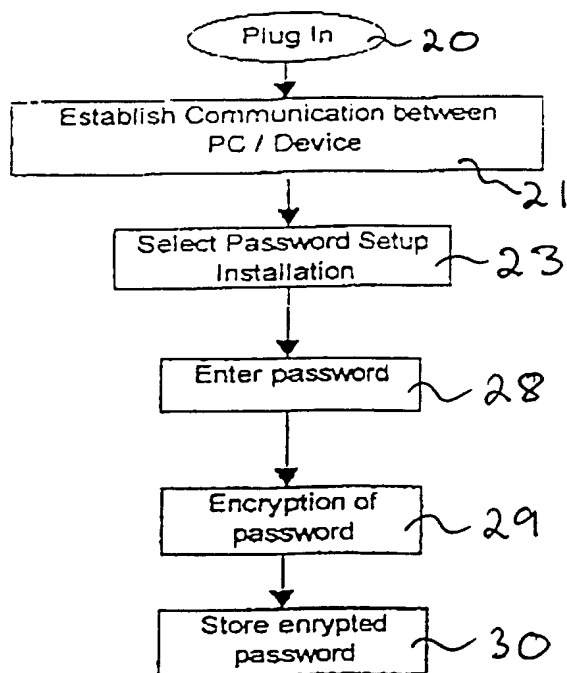 Plug In 20
Establish Communication between
PC / Device
21
Select Password Setup
Installation 23
Enter password 28
Encryption of
password 29
Store enrypted
password 30